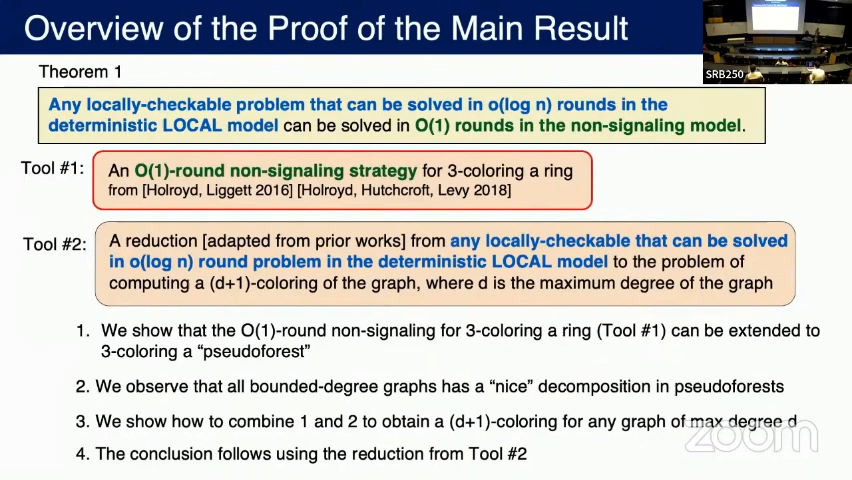 Overview of the Proof of the Main Result
SRB250
Theorem 1
Any locally-checkable problem that can be solved in o(log n) rounds in the
deterministic LOCAL model can be solved in O(1) rounds in the non-signaling model.
Tool #1:
An O(1)-round non-signaling strategy for 3-coloring a ring
from [Holroyd, Liggett 2016] [Holroyd, Hutchcroft, Levy 2018]
Tool #2:
A reduction [adapted from prior works] from any locally-checkable that can be solved
in o(log n) round problem in the deterministic LOCAL model to the problem of
computing a (d+1)-coloring of the graph, where d is the maximum degree of the graph
1. We show that the O(1)-round non-signaling for 3-coloring a ring (Tool #1) can be extended to
3-coloring a “pseudoforest”
2. We observe that all bounded-degree graphs has a “nice” decomposition in pseudoforests
3. We show how to combine 1 and 2 to obtain a (d+1)-coloring for any graph of max degree d
4. The conclusion follows using the reduction from Tool #2
zoom